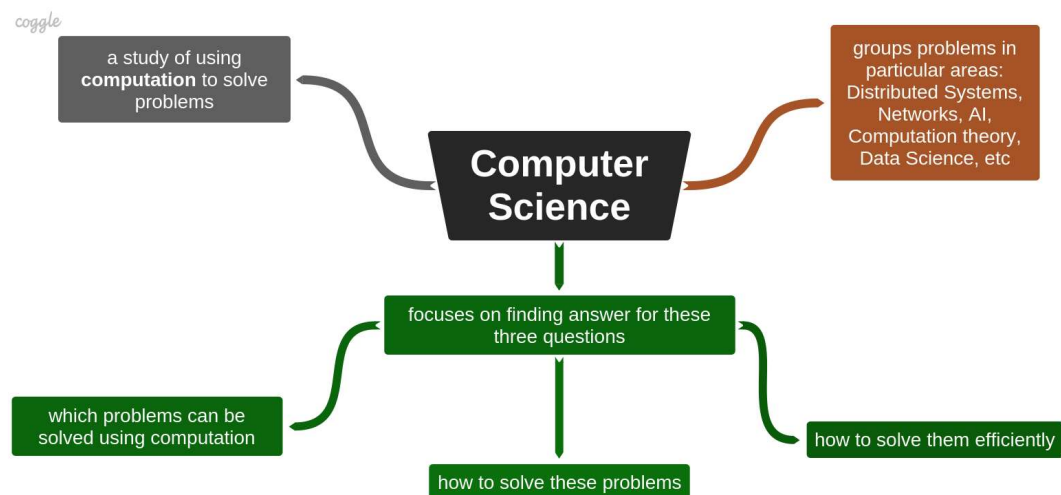 coggle
a study of using
computation to solve
problems
groups problems in
particular areas:
Distributed Systems,
Networks, AI,
Computation theory,
Data Science, etc
Computer
Science
focuses on finding answer for these
three questions
which problems can be
solved using computation
how to solve these problems
how to solve them efficiently